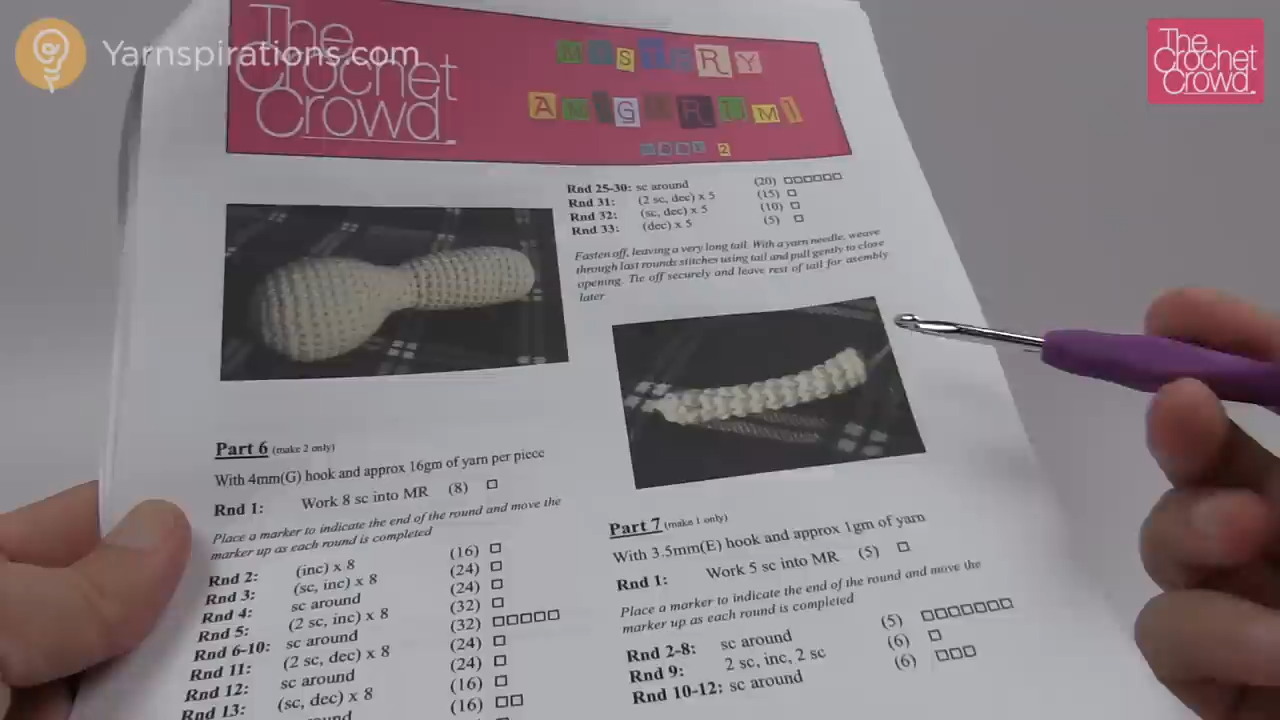 Yarnspirations.com
The
Crochet
Crowd
The
Crochet
Crowd
MYSTERY
AMIGURUMI
WEEK 2
Part 6 (make 2 only)
With 4mm(G) hook and approx 16gm of yarn per piece
Rnd 1: Work 8 sc into MR (8) □
Place a marker to indicate the end of the round and move the
marker up as each round is completed
Rnd 2: (inc) x 8 (16) □
Rnd 3: (sc, inc) x 8 (24) □
Rnd 4: sc around (24) □
Rnd 5: (2 sc, inc) x 8 (32) □
Rnd 6-10: sc around (32) □□□□□
Rnd 11: (2 sc, dec) x 8 (24) □
Rnd 12: sc around (24) □
Rnd 13: (sc, dec) x 8 (16) □
around (16) □□
Rnd 25-30: sc around (20) □□□□□□
Rnd 31: (2 sc, dec) x 5 (15) □
Rnd 32: (sc, dec) x 5 (10) □
Rnd 33: (dec) x 5 (5) □
Fasten off, leaving a very long tail. With a yarn needle, weave
through last rounds stitches using tail and pull gently to close
opening. Tie off securely and leave rest of tail for asembly
later
Part 7 (make 1 only)
With 3.5mm(E) hook and approx 1gm of yarn
Rnd 1: Work 5 sc into MR (5) □
Place a marker to indicate the end of the round and move the
marker up as each round is completed
Rnd 2-8: sc around (5) □□□□□□□
Rnd 9: 2 sc, inc, 2 sc (6) □
Rnd 10-12: sc around (6) □□□